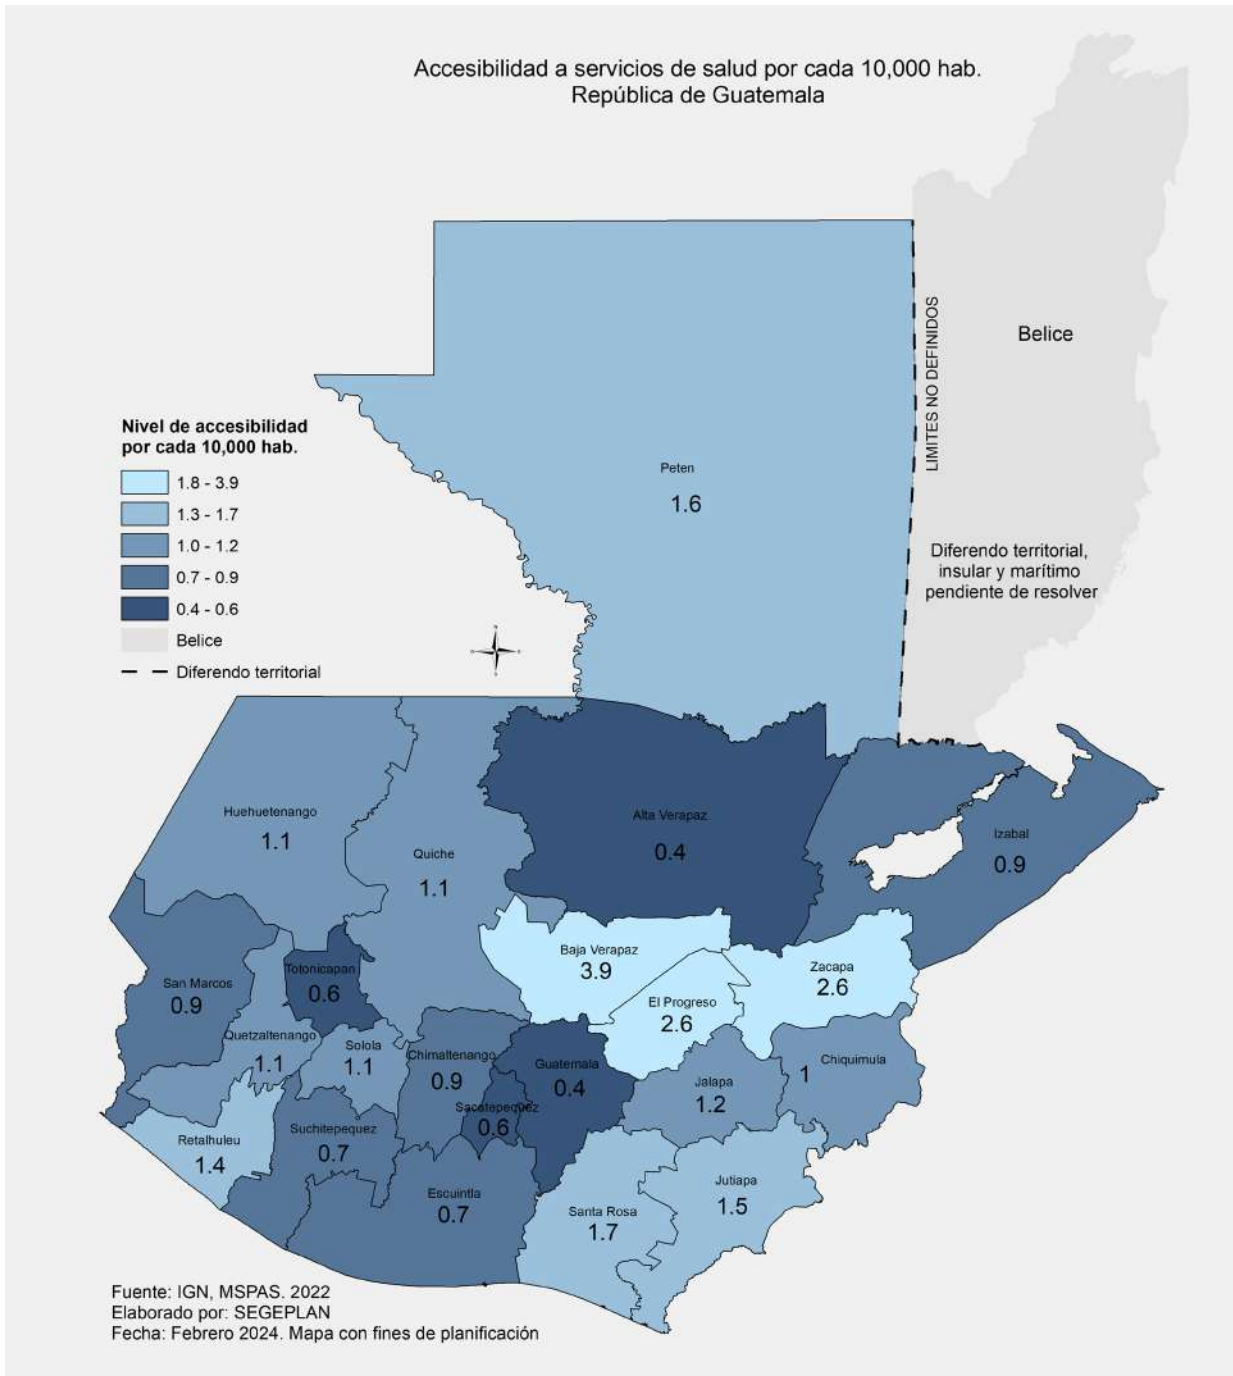 Accesibilidad a servicios de salud por cada 10,000 hab.
República de Guatemala
LIMITES NO DEFINIDOS
Belice
Diferendo territorial,
insular y marítimo
pendiente de resolver
Nivel de accesibilidad
por cada 10,000 hab.
1.8 - 3.9
1.3 - 1.7
1.0 - 1.2
0.7 - 0.9
0.4 - 0.6
Belice
Diferendo territorial
Peten
1.6
Huehuetenango
1.1
Quiche
1.1
Alta Verapaz
0.4
Izabal
0.9
San Marcos
0.9
Totonicapan
0.6
Baja Verapaz
3.9
El Progreso
2.6
Zacapa
2.6
Quetzaltenango
1.1
Solola
1.1
Chimaltenango
0.9
Guatemala
0.4
Sacatepequez
0.6
Jalapa
1.2
Chiquimula
1
Retalhuleu
1.4
Suchitepequez
0.7
Escuintla
0.7
Santa Rosa
1.7
Jutiapa
1.5
Fuente: IGN, MSPAS. 2022
Elaborado por: SEGEPLAN
Fecha: Febrero 2024. Mapa con fines de planificación